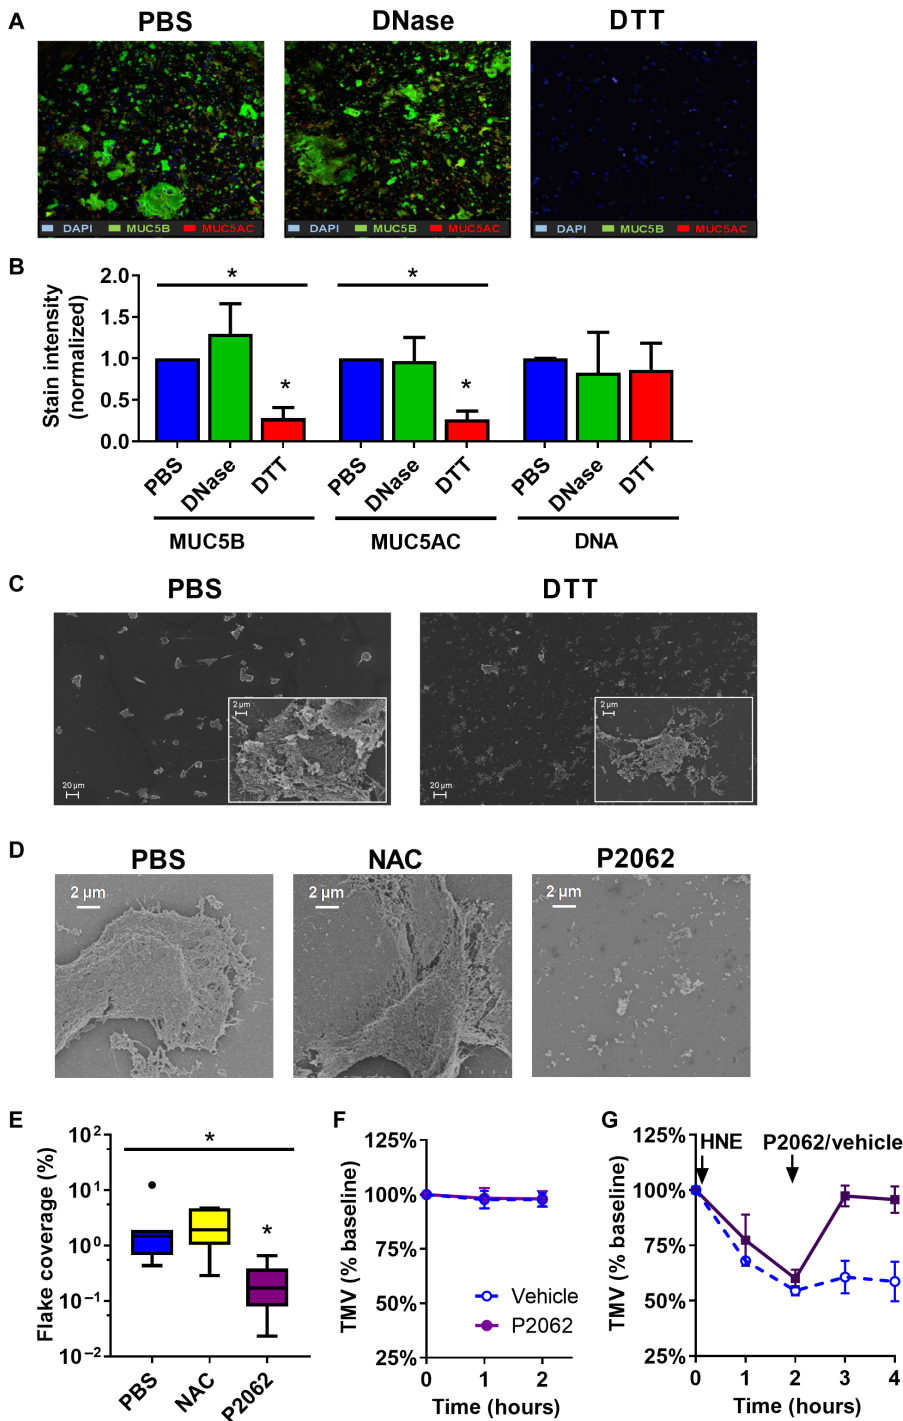 A
PBS
DNase
DTT
DAPI MUC5B MUC5AC
DAPI MUC5B MUC5AC
DAPI MUC5B MUC5AC
B
Stain intensity
(normalized)
2.0
1.5
1.0
0.5
0.0
*
*
*
*
PBS
DNase
DTT
PBS
DNase
DTT
PBS
DNase
DTT
MUC5B
MUC5AC
DNA
C
PBS
DTT
2 µm
20 µm
2 µm
20 µm
D
PBS
NAC
P2062
2 µm
2 µm
2 µm
E
Flake coverage (%)
10²
10¹
10⁰
10⁻¹
10⁻²
*
*
PBS
NAC
P2062
F
TMV (% baseline)
125%
100%
75%
50%
25%
Vehicle
P2062
0 1 2
Time (hours)
G
TMV (% baseline)
125%
100%
75%
50%
25%
HNE
P2062/vehicle
0 1 2 3 4
Time (hours)